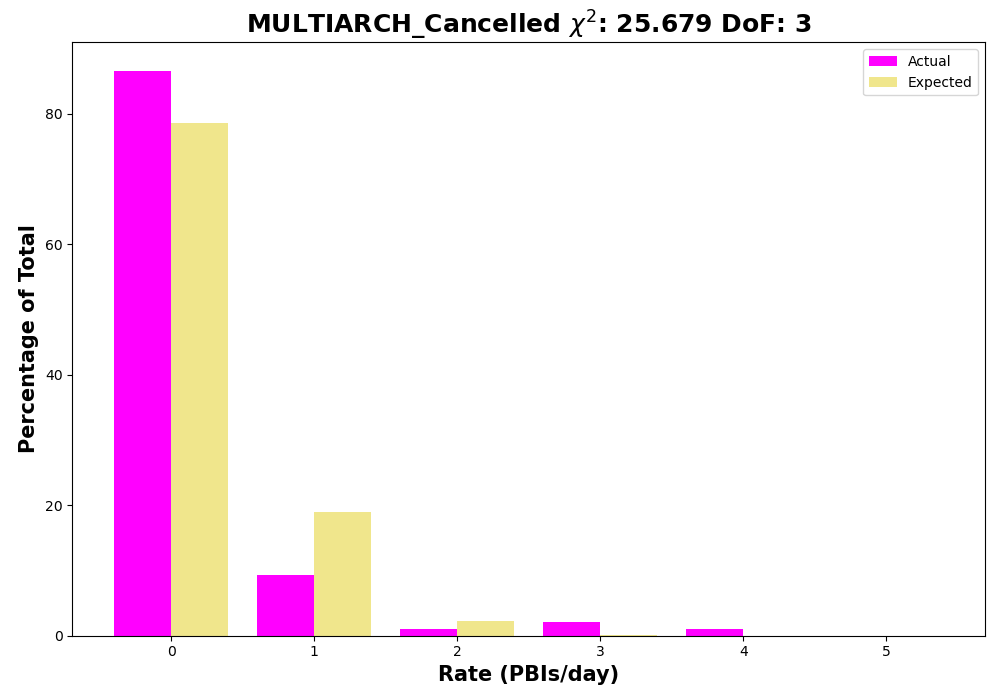 MULTIARCH_Cancelled χ²: 25.679 DoF: 3
Actual
Expected
Percentage of Total
80
60
40
20
0
0 1 2 3 4 5
Rate (PBIs/day)